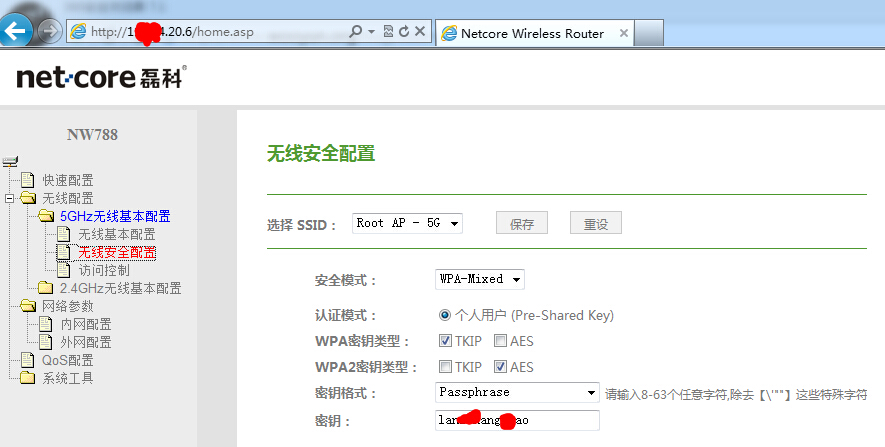 http://1 4.20.6/home.asp
Netcore Wireless Router
net-core 磊科®
NW788
无线安全配置
快速配置
无线配置
5GHz无线基本配置
无线基本配置
无线安全配置
访问控制
2.4GHz无线基本配置
网络参数
内网配置
外网配置
QoS配置
系统工具
选择 SSID： Root AP - 5G 保存 重设
安全模式： WPA-Mixed
认证模式： 个人用户 (Pre-Shared Key)
WPA密钥类型： TKIP AES
WPA2密钥类型： TKIP AES
密钥格式： Passphrase 请输入8-63个任意字符,除去【\'""】这些特殊字符
密钥：